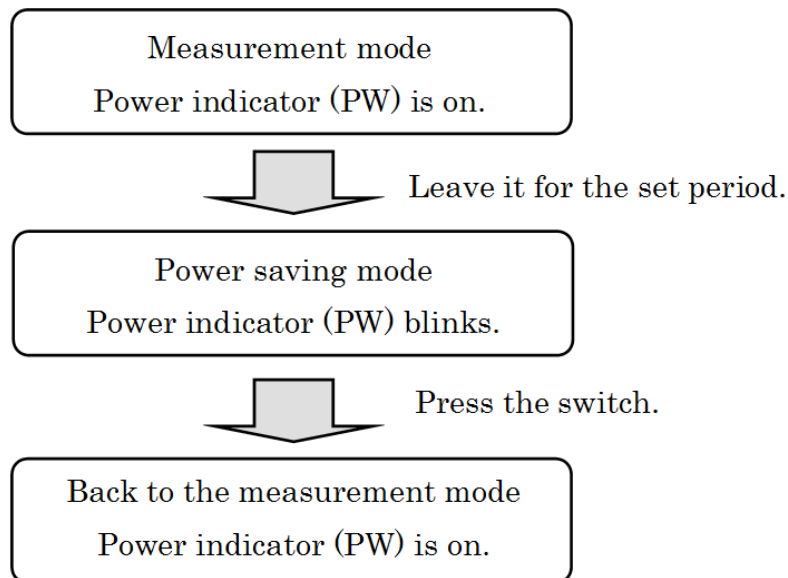 Measurement mode
Power indicator (PW) is on.
Leave it for the set period.
Power saving mode
Power indicator (PW) blinks.
Press the switch.
Back to the measurement mode
Power indicator (PW) is on.